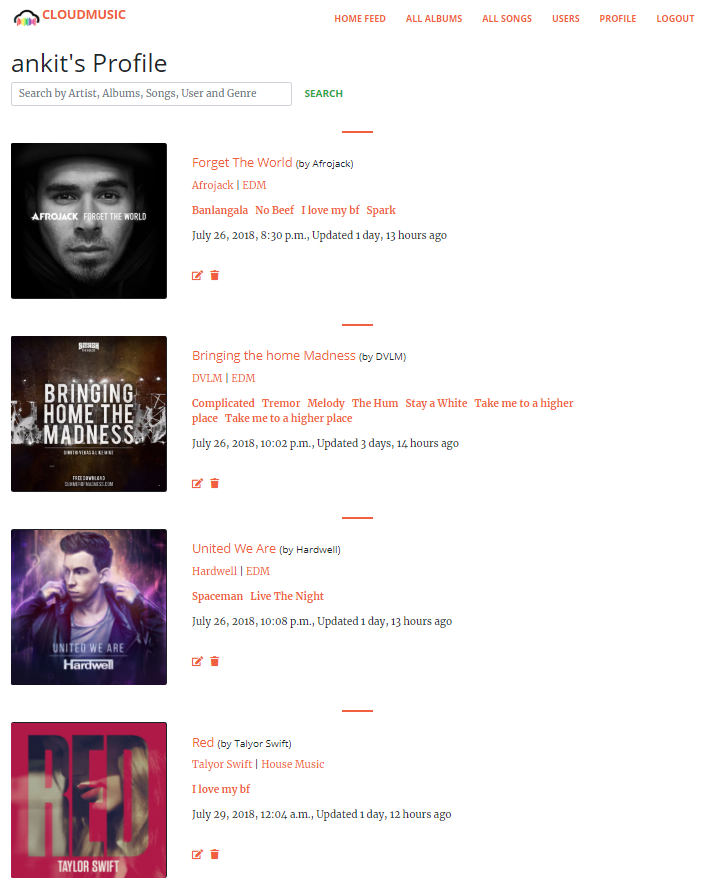 CLOUDMUSIC
HOME FEED ALL ALBUMS ALL SONGS USERS PROFILE LOGOUT
ankit's Profile
Search by Artist, Albums, Songs, User and Genre SEARCH
AFROJACK FORGET THE WORLD
Forget The World (by Afrojack)
Afrojack | EDM
Banlangala No Beef I love my bf Spark
July 26, 2018, 8:30 p.m., Updated 1 day, 13 hours ago
BRINGING
HOME THE
MADNESS
DIMITRI VEGAS & LIKE MIKE
FREE DOWNLOAD
Bringing the home Madness (by DVLM)
DVLM | EDM
Complicated Tremor Melody The Hum Stay a White Take me to a higher
place Take me to a higher place
July 26, 2018, 10:02 p.m., Updated 3 days, 14 hours ago
UNITED WE ARE
Hardwell
United We Are (by Hardwell)
Hardwell | EDM
Spaceman Live The Night
July 26, 2018, 10:08 p.m., Updated 1 day, 13 hours ago
RED
TAYLOR SWIFT
Red (by Talyor Swift)
Talyor Swift | House Music
I love my bf
July 29, 2018, 12:04 a.m., Updated 1 day, 12 hours ago